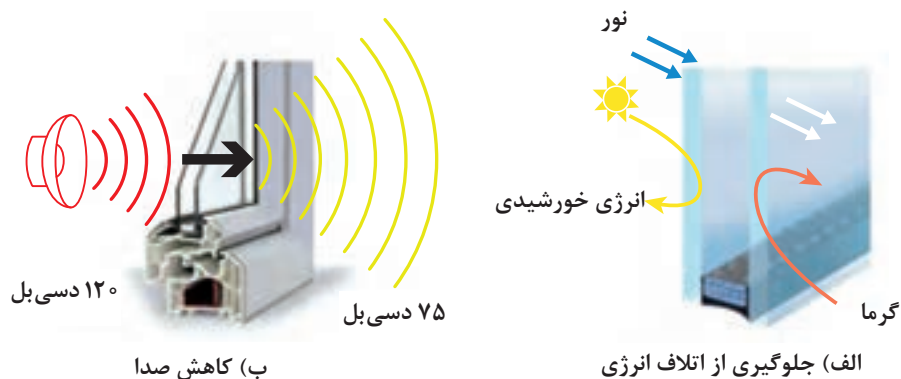 نور
انرژی خورشیدی
گرما
الف) جلوگیری از اتلاف انرژی
۱۲۰ دسی‌بل
۷۵ دسی‌بل
ب) کاهش صدا